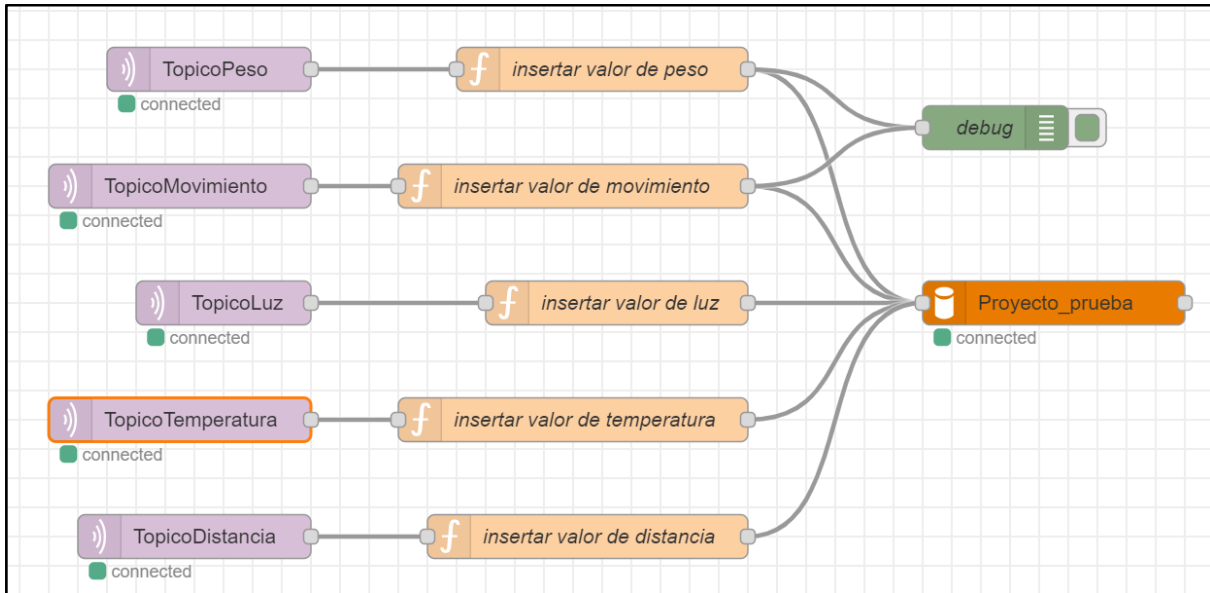 TopicoPeso
insertar valor de peso
connected
debug
TopicoMovimiento
insertar valor de movimiento
connected
TopicoLuz
insertar valor de luz
Proyecto_prueba
connected
connected
TopicoTemperatura
insertar valor de temperatura
connected
TopicoDistancia
insertar valor de distancia
connected